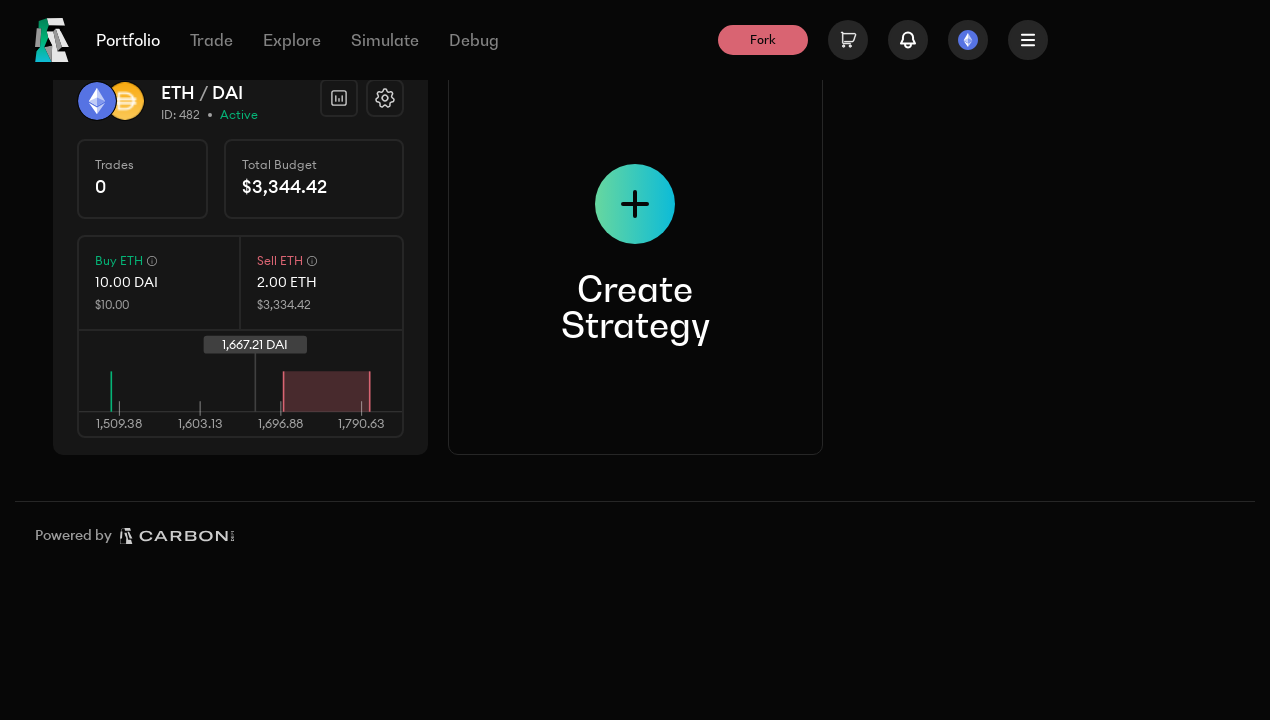 Portfolio Trade Explore Simulate Debug Fork
ETH / DAI
ID: 482 • Active
Trades
0
Total Budget
$3,344.42
Buy ETH
10.00 DAI
$10.00
Sell ETH
2.00 ETH
$3,334.42
1,667.21 DAI
1,509.38 1,603.13 1,696.88 1,790.63
Create
Strategy
Powered by CARBON